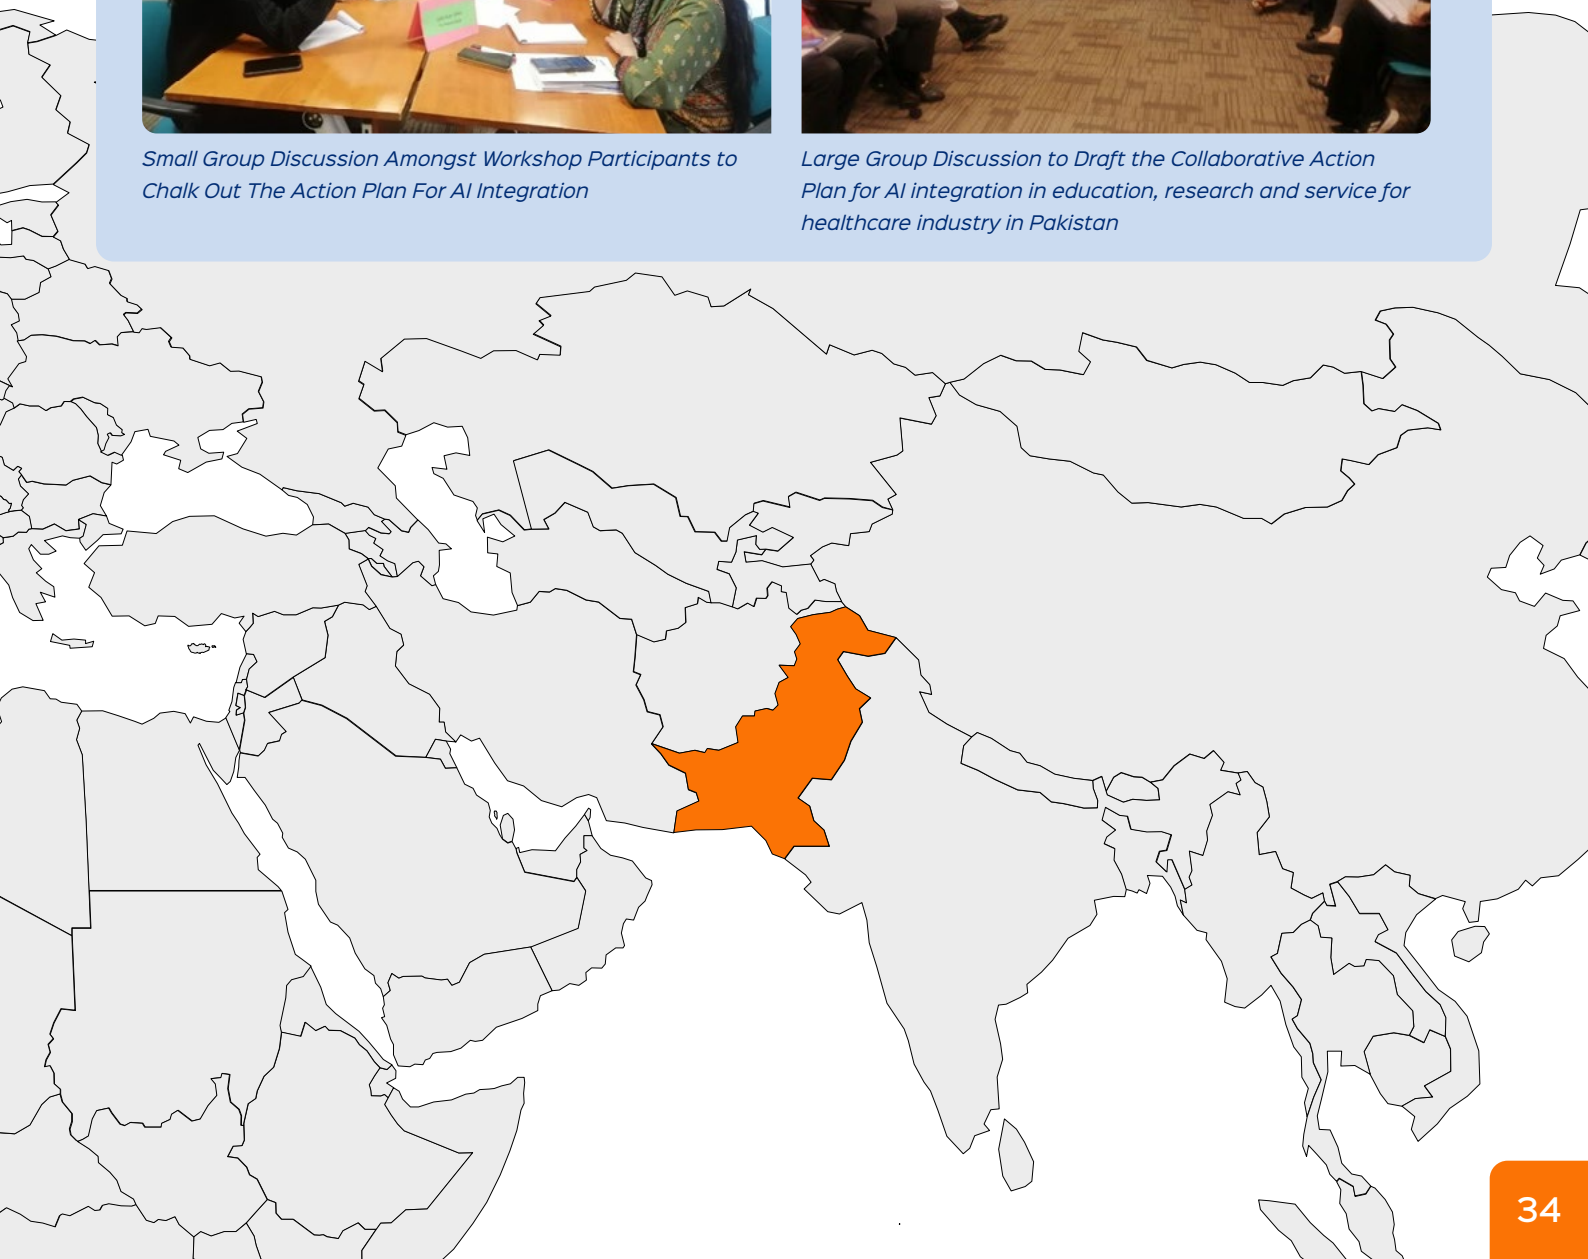 Small Group Discussion Amongst Workshop Participants to
Chalk Out The Action Plan For AI Integration
Large Group Discussion to Draft the Collaborative Action
Plan for AI integration in education, research and service for
healthcare industry in Pakistan
34